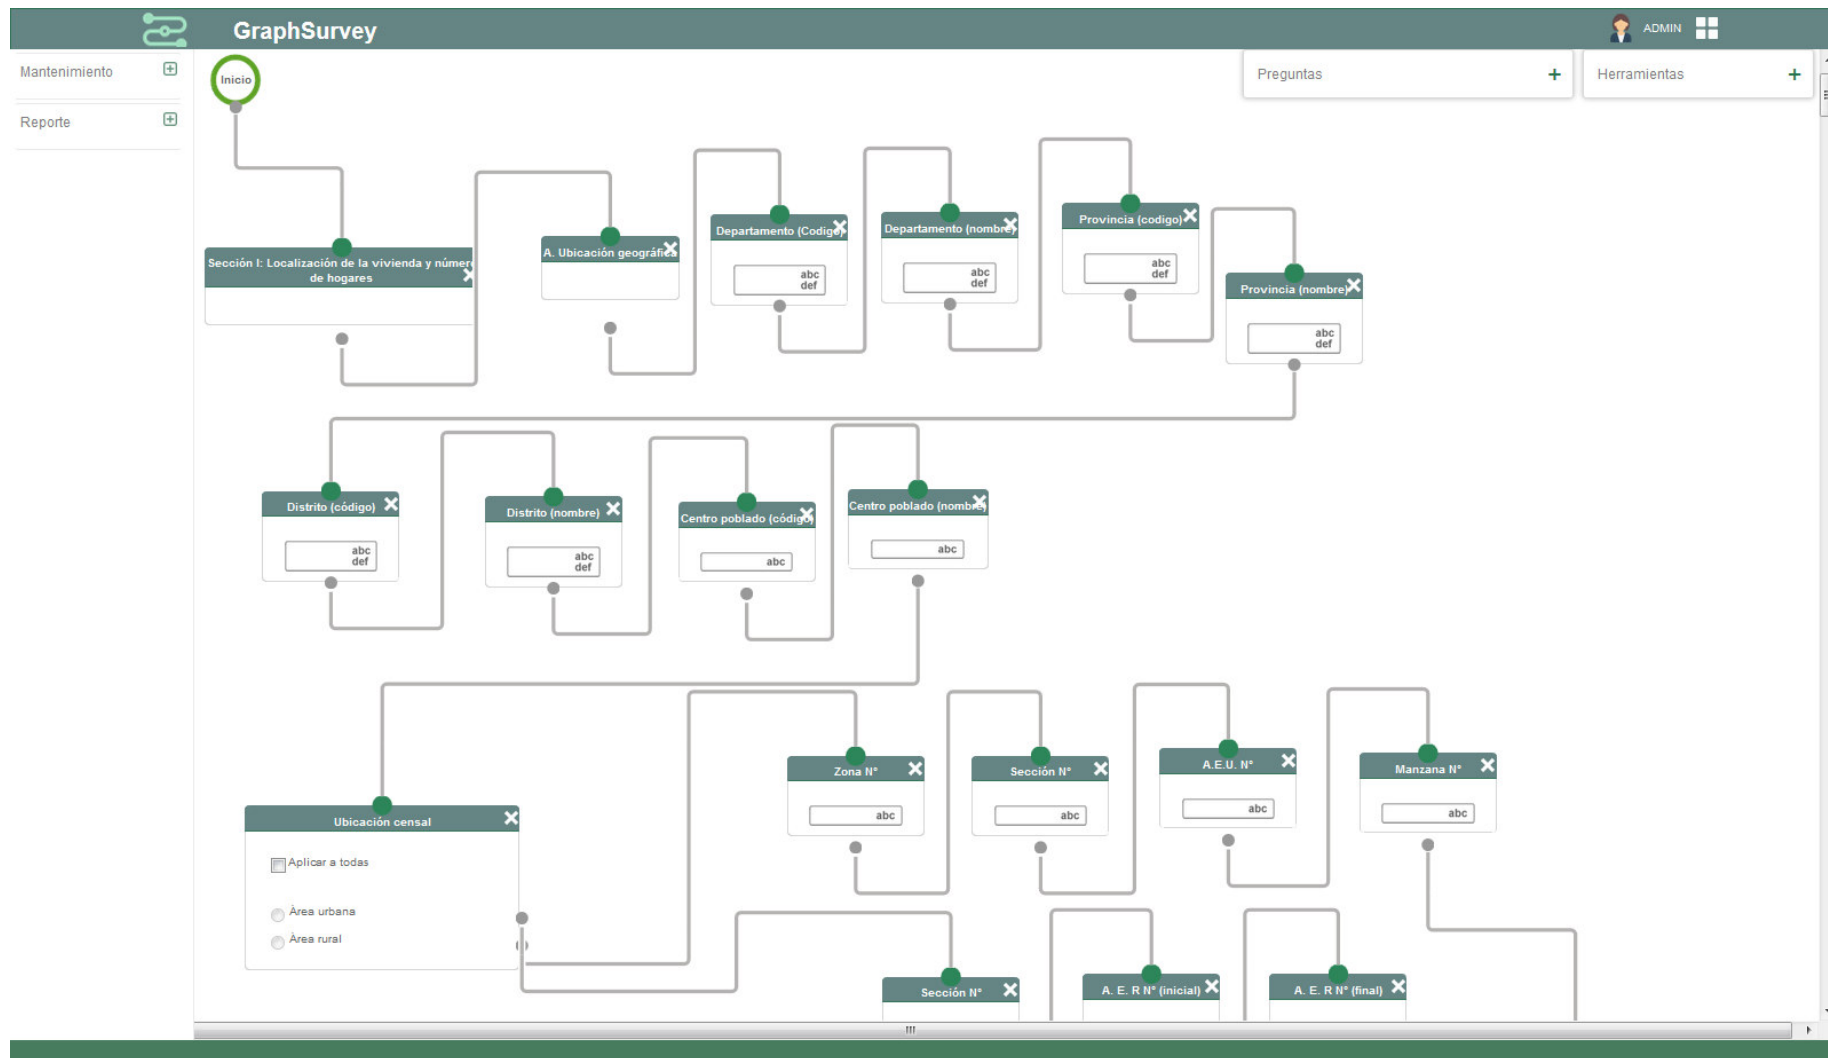 GraphSurvey
ADMIN
Mantenimiento
Reporte
Inicio
Preguntas
Herramientas
Sección I: Localización de la vivienda y número
de hogares
A. Ubicación geográfica
Departamento (Codigo)
abc
def
Departamento (nombre)
abc
def
Provincia (codigo)
abc
def
Provincia (nombre)
abc
def
Distrito (código)
abc
def
Distrito (nombre)
abc
def
Centro poblado (código)
abc
Centro poblado (nombre)
abc
Ubicación censal
Aplicar a todas
Àrea urbana
Àrea rural
Zona N°
abc
Sección N°
abc
A.E.U. N°
abc
Manzana N°
abc
Sección N°
A. E. R N° (inicial)
A. E. R N° (final)